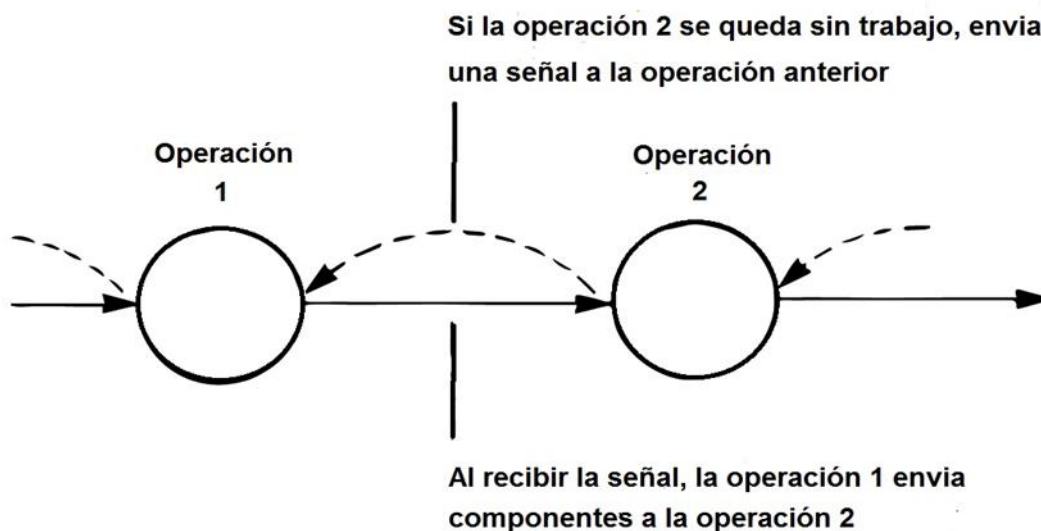 Si la operación 2 se queda sin trabajo, envia
una señal a la operación anterior
Operación
1
Operación
2
Al recibir la señal, la operación 1 envia
componentes a la operación 2